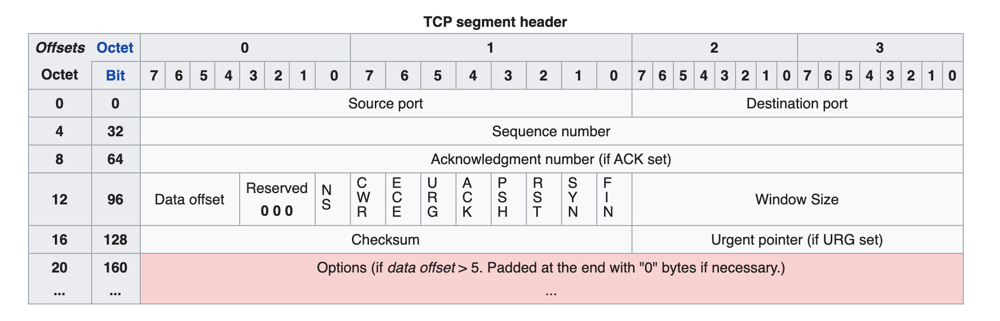 TCP segment header
Offsets Octet 0 1 2 3
Octet Bit 7 6 5 4 3 2 1 0 7 6 5 4 3 2 1 0 7 6 5 4 3 2 1 0 7 6 5 4 3 2 1 0
0 0 Source port Destination port
4 32 Sequence number
8 64 Acknowledgment number (if ACK set)
12 96 Data offset Reserved 0 0 0 NS CWR ECE URG ACK PSH RST SYN FIN Window Size
16 128 Checksum Urgent pointer (if URG set)
20 160 Options (if data offset > 5. Padded at the end with "0" bytes if necessary.)
... ... ...